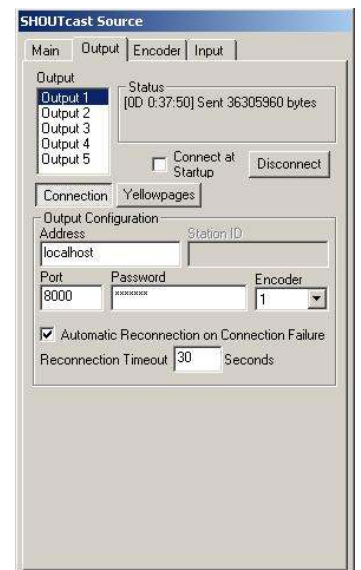 SHOUTcast Source
Main Output Encoder Input
Output
Output 1
Output 2
Output 3
Output 4
Output 5
Status
[0D 0:37:50] Sent 36305960 bytes
Connect at
Startup
Disconnect
Connection Yellowpages
Output Configuration
Address Station ID
localhost
Port Password Encoder
8000 xxxxxxx 1
Automatic Reconnection on Connection Failure
Reconnection Timeout 30 Seconds